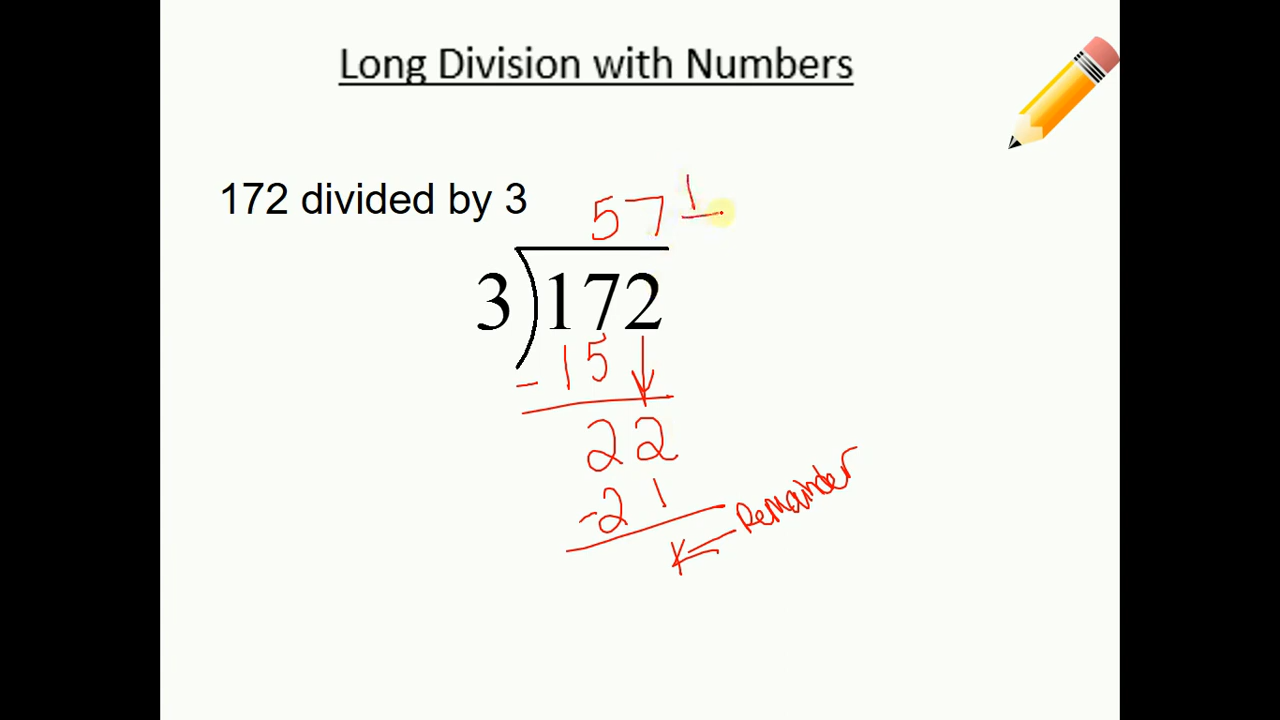 Long Division with Numbers
172 divided by 3
57 1
3)172
- 15
22
-21
Remainder